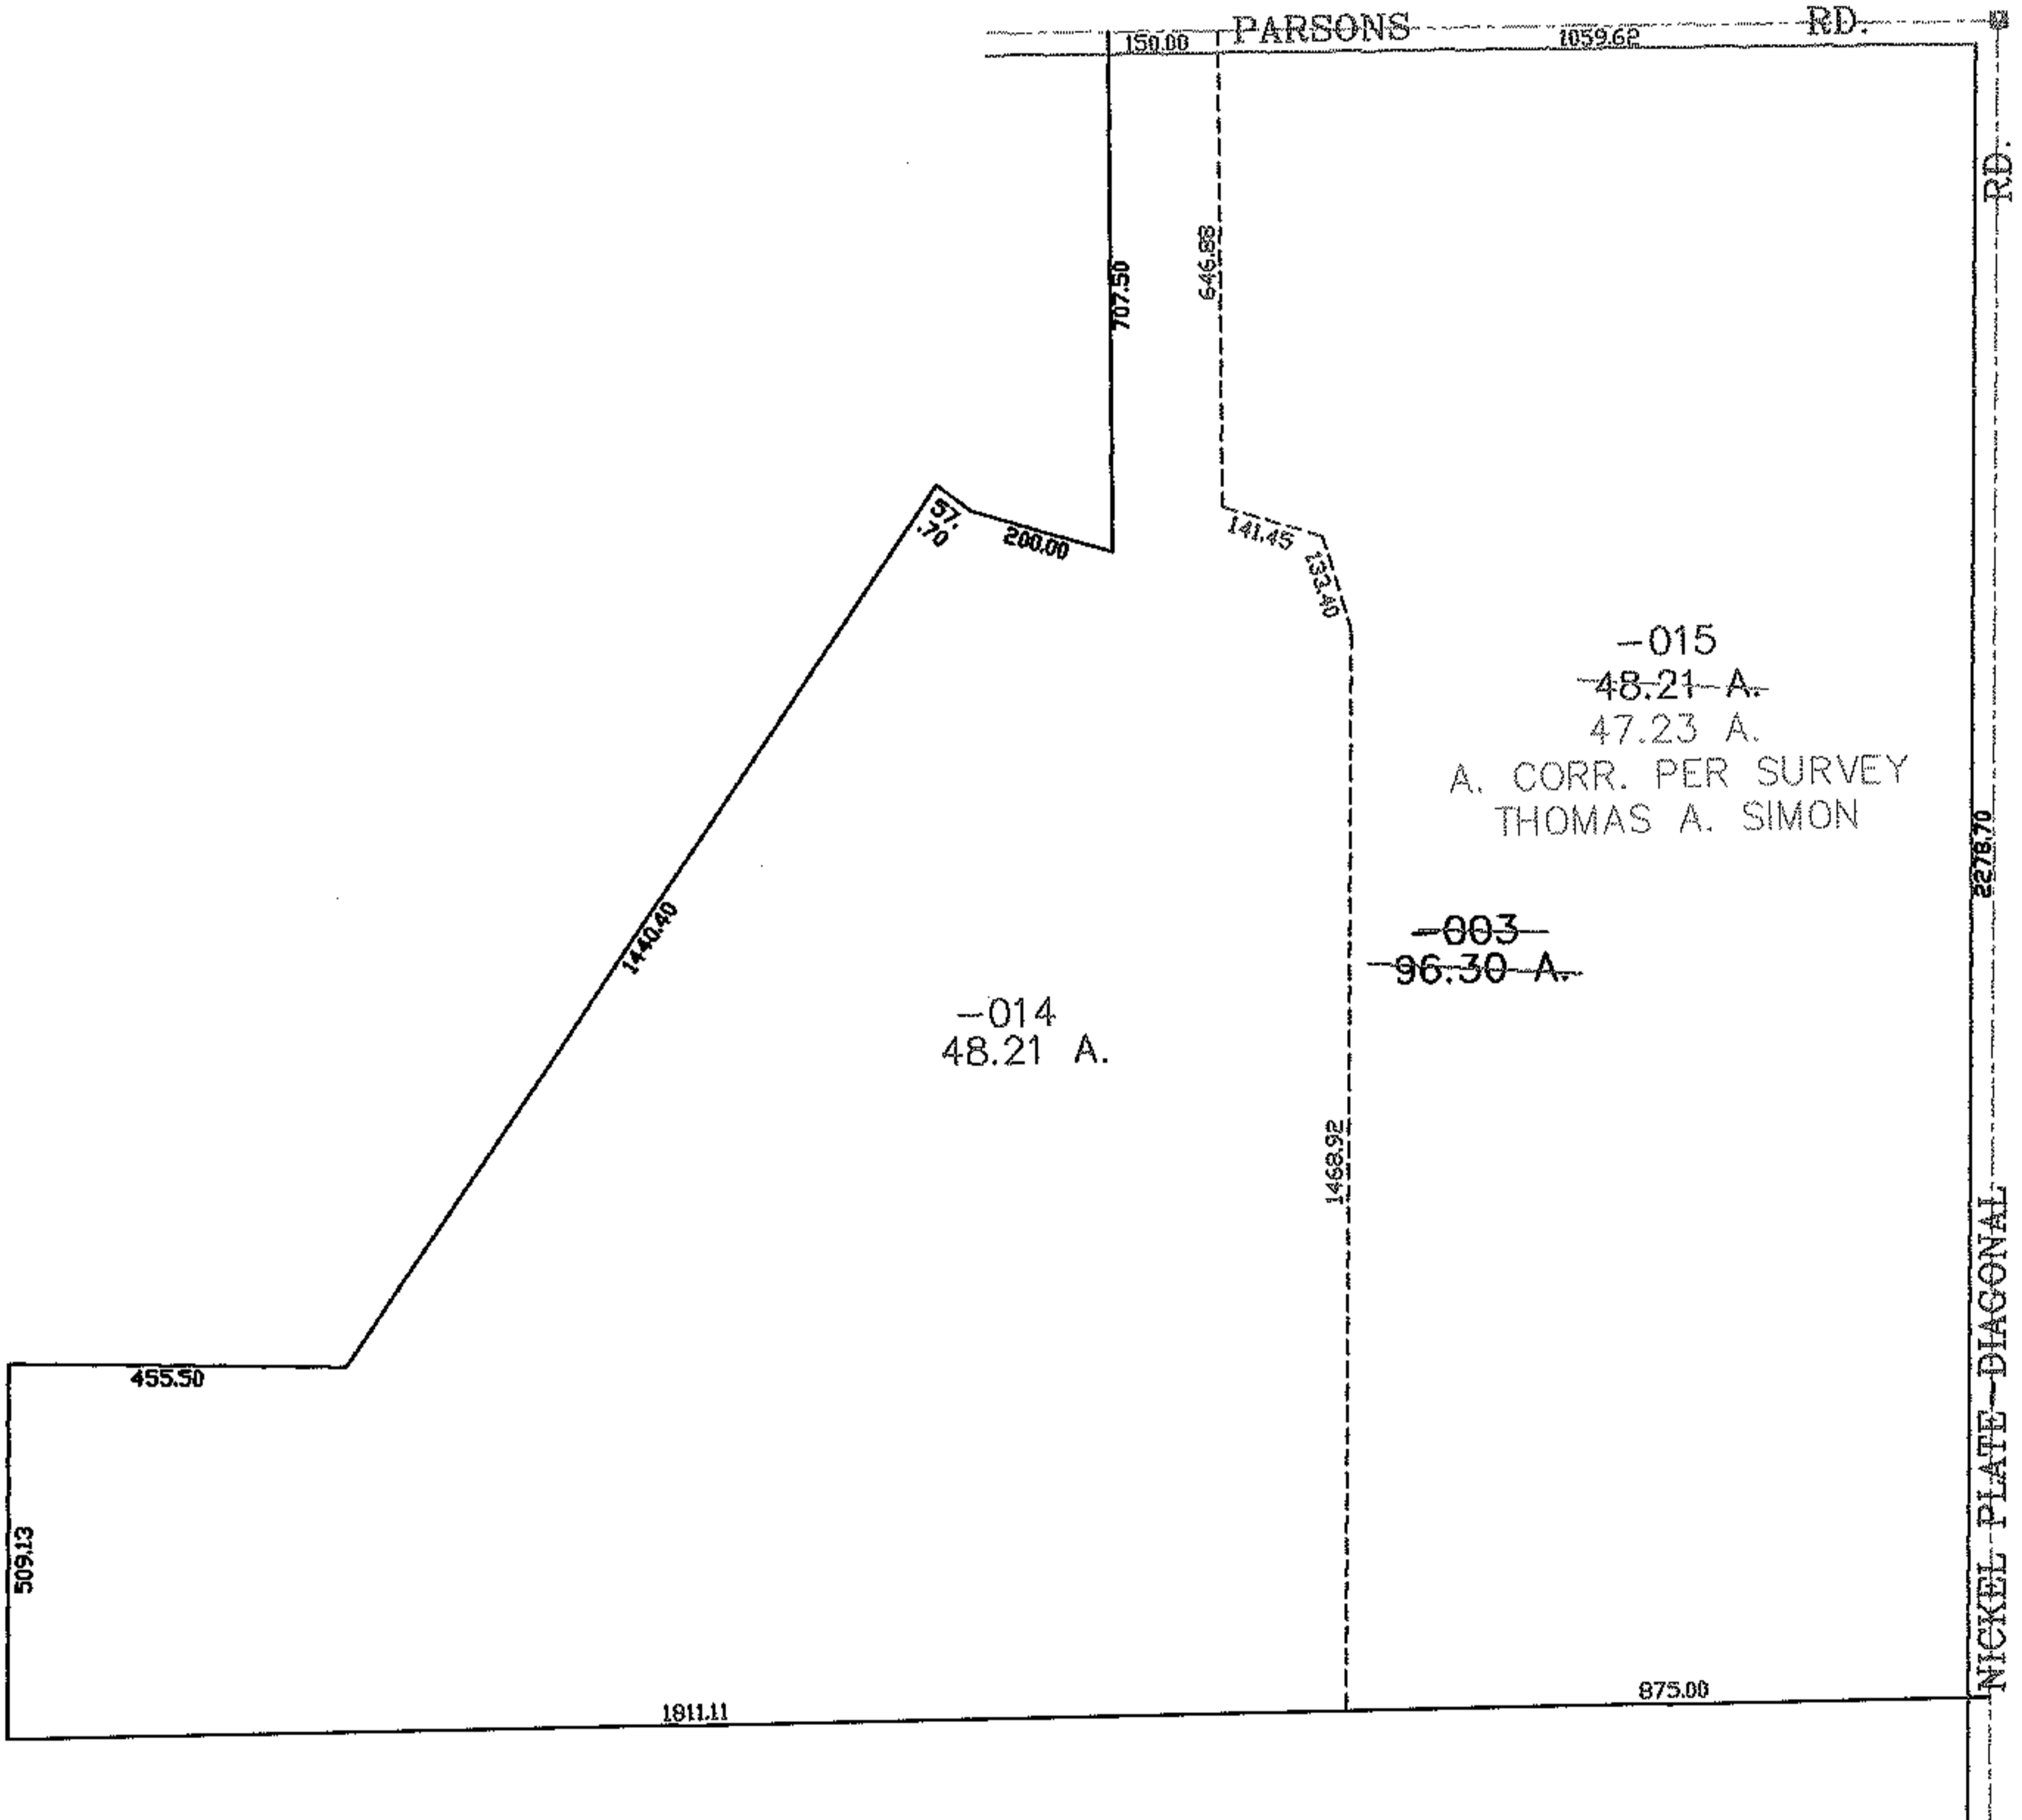 PARSONS RD.
150.00
1059.62
RD.
646.88
707.50
57.
.70
200.00
141.45
133.40
-015
48.21 A.
47.23 A.
A. CORR. PER SURVEY
THOMAS A. SIMON
2278.70
1440.40
-003
96.30 A.
-014
48.21 A.
1468.92
NICKEL PLATE-DIAGONAL
455.50
509.13
1811.11
875.00